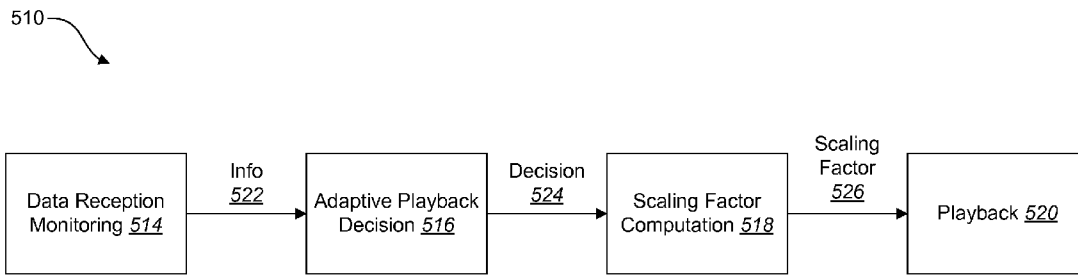 510
Data Reception
Monitoring 514
Info
522
Adaptive Playback
Decision 516
Decision
524
Scaling Factor
Computation 518
Scaling
Factor
526
Playback 520